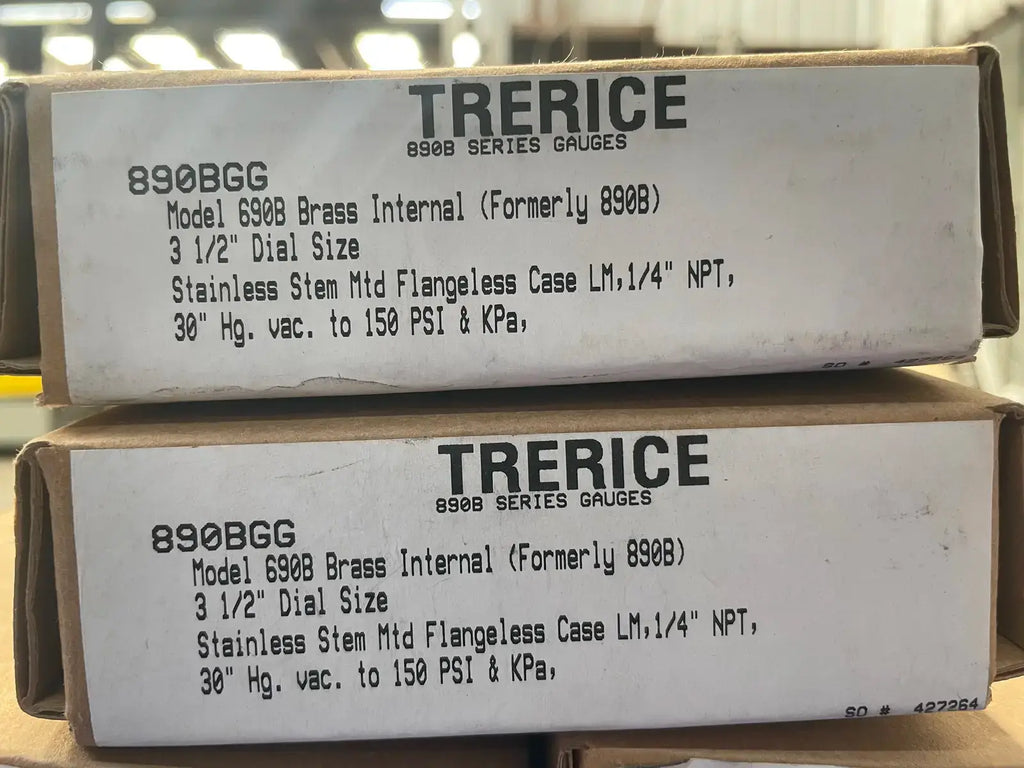 TRERICE
890B SERIES GAUGES
890BGG
Model 690B Brass Internal (Formerly 890B)
3 1/2" Dial Size
Stainless Stem Mtd Flangeless Case LM,1/4" NPT,
30" Hg. vac. to 150 PSI & KPa,
SO #
TRERICE
890B SERIES GAUGES
890BGG
Model 690B Brass Internal (Formerly 890B)
3 1/2" Dial Size
Stainless Stem Mtd Flangeless Case LM,1/4" NPT,
30" Hg. vac. to 150 PSI & KPa,
SO # 427264